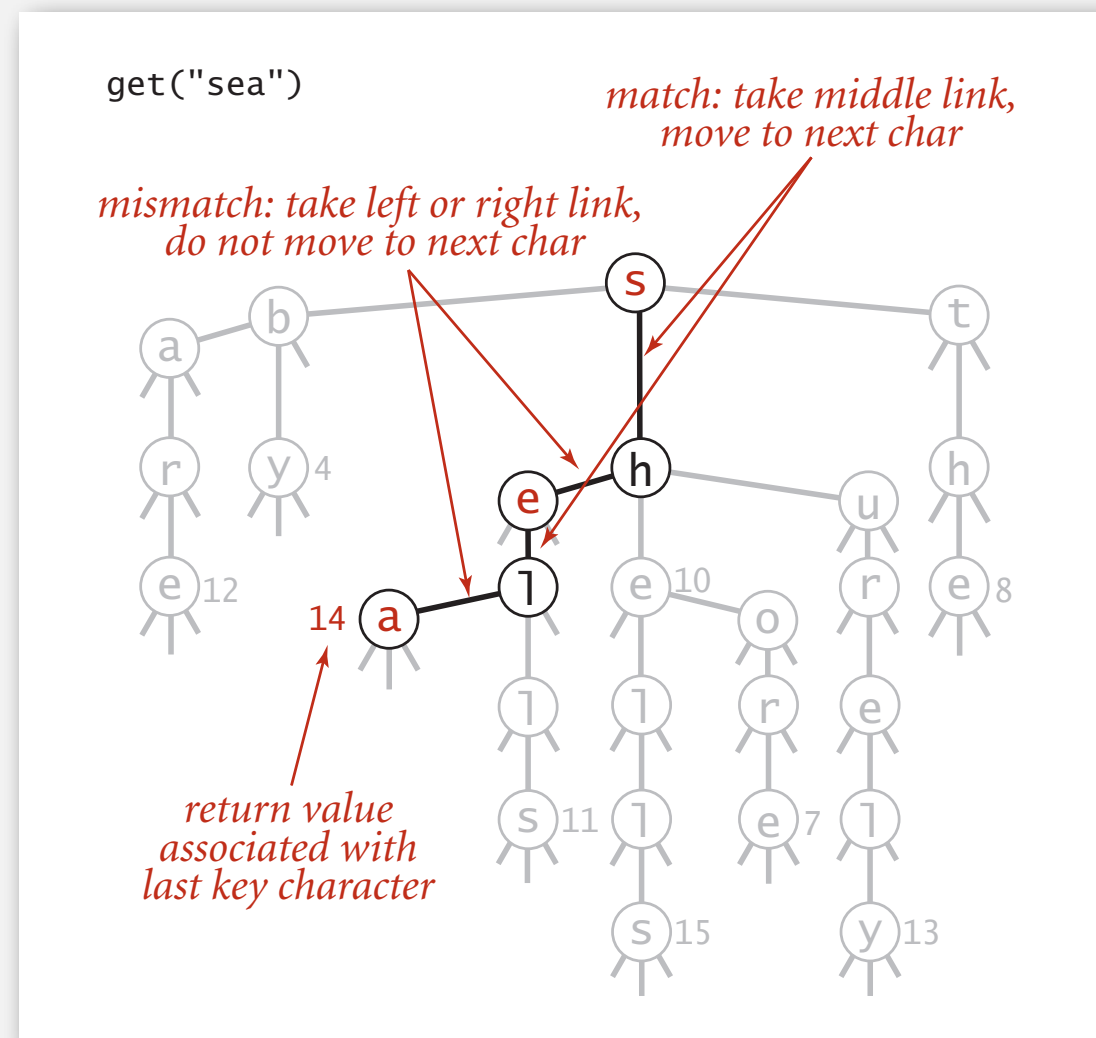 get("sea")
match: take middle link,
move to next char
mismatch: take left or right link,
do not move to next char
s
b
t
a
r
y 4
h
h
e
u
e 12
l
e 10
r
e 8
14 a
o
l
l
r
e
s 11
l
e 7
l
s 15
y 13
return value
associated with
last key character